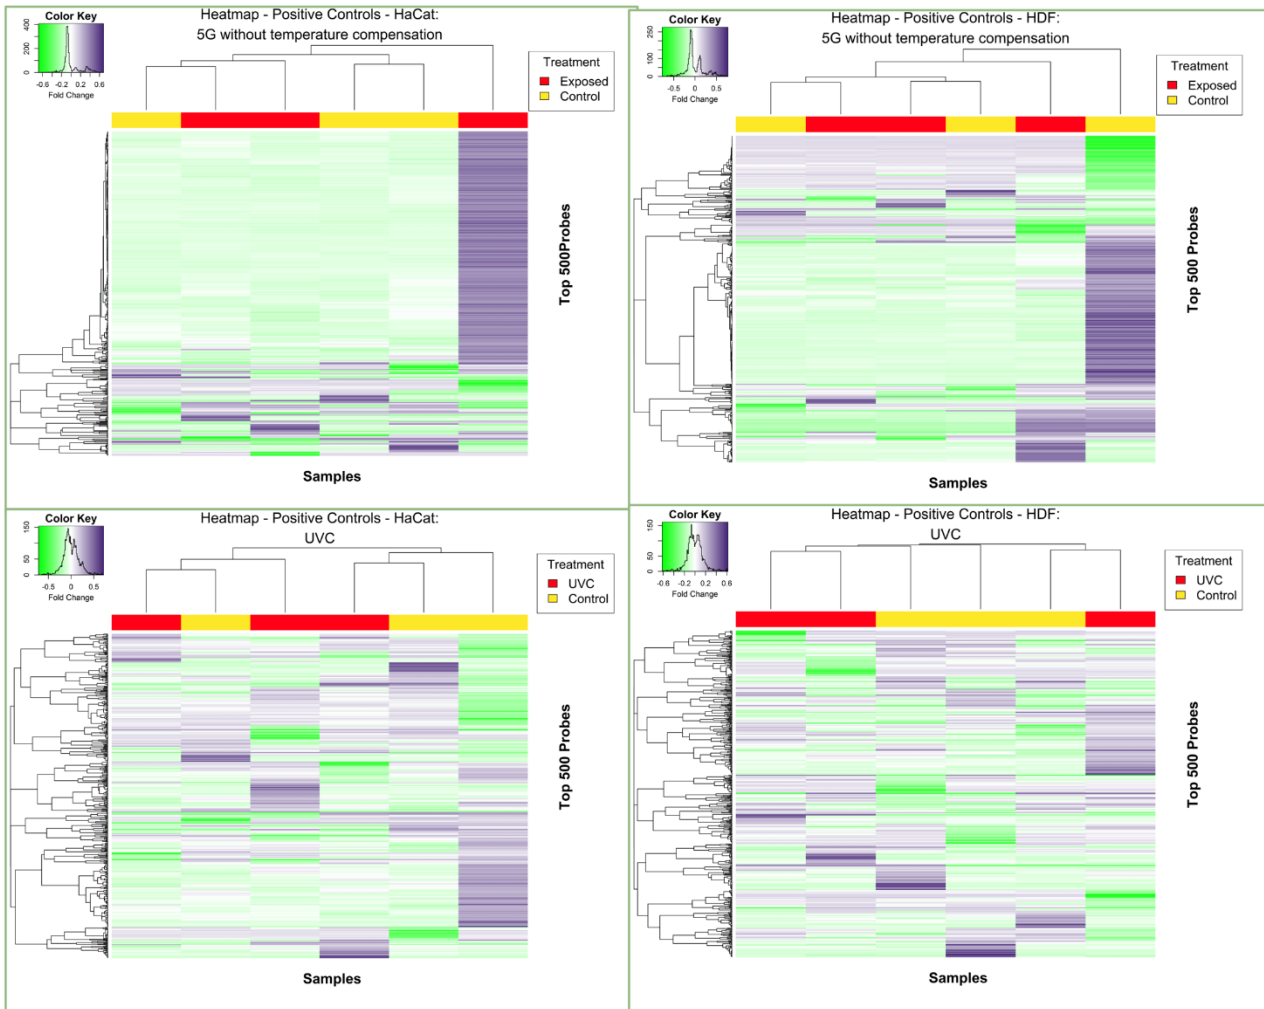 Color Key
400
200
0
-0.6
-0.2
0.2
0.6
Fold Change
Heatmap - Positive Controls - HaCat:
5G without temperature compensation
Treatment
Exposed
Control
Top 500Probes
Samples
Color Key
250
100
0
-0.5
0
0.5
Fold Change
Heatmap - Positive Controls - HDF:
5G without temperature compensation
Treatment
Exposed
Control
Top 500 Probes
Samples
Color Key
150
50
0
-0.5
0
0.5
Fold Change
Heatmap - Positive Controls - HaCat:
UVC
Treatment
UVC
Control
Top 500 Probes
Samples
Color Key
150
50
0
-0.6
-0.2
0.2
0.6
Fold Change
Heatmap - Positive Controls - HDF:
UVC
Treatment
UVC
Control
Top 500 Probes
Samples